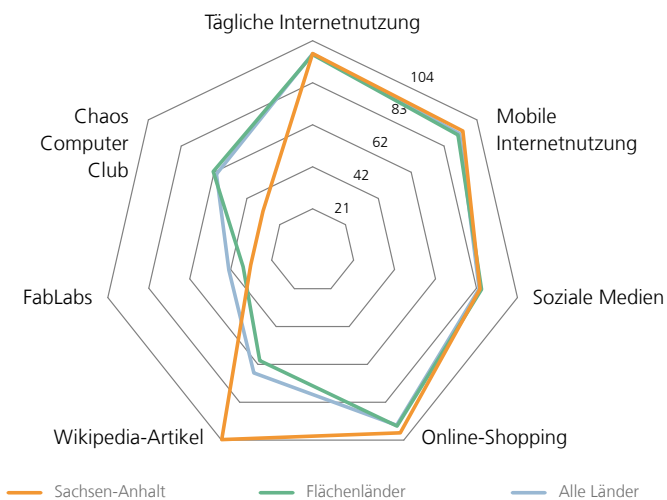 Tägliche Internetnutzung
104
83
62
42
21
Chaos
Computer
Club
Mobile
Internetnutzung
FabLabs
Soziale Medien
Wikipedia-Artikel
Online-Shopping
Sachsen-Anhalt
Flächenländer
Alle Länder